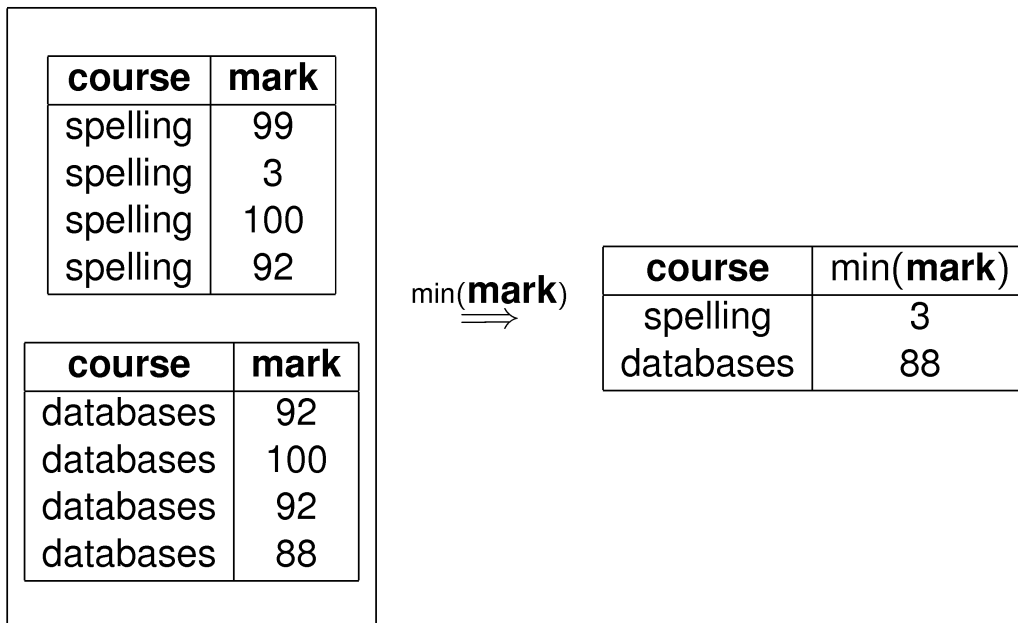 course mark
spelling 99
spelling 3
spelling 100
spelling 92
course mark
databases 92
databases 100
databases 92
databases 88
min(mark)
⟹
course min(mark)
spelling 3
databases 88